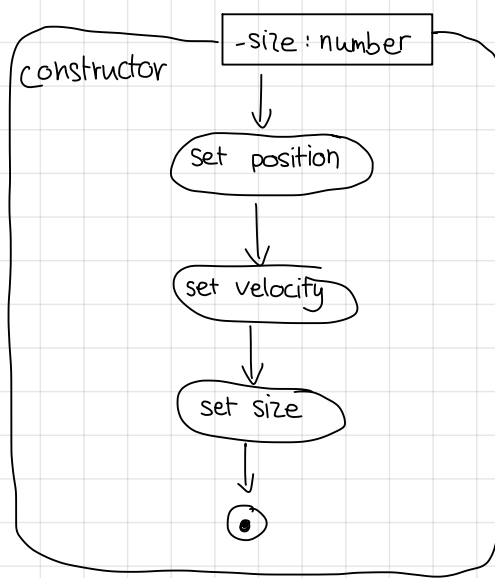 -size : number
constructor
set position
set velocity
set size